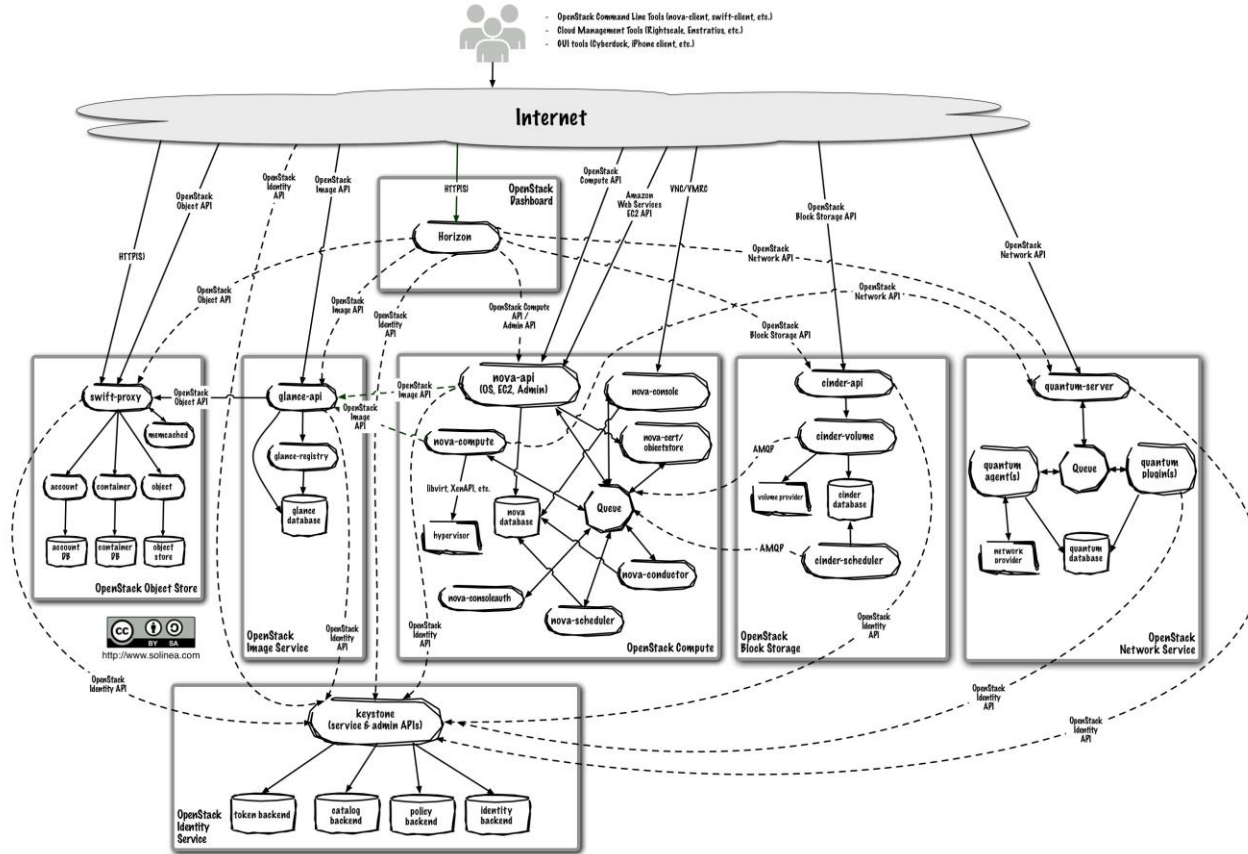 - OpenStack Command Line Tools (nova-client, swift-client, etc.)
- Cloud Management Tools (Rightscale, Enstratius, etc.)
- GUI tools (Cyberduck, iPhone client, etc.)
Internet
HTTP(S)
OpenStack
Object API
OpenStack
Identity
API
OpenStack
Image API
HTTP(S)
OpenStack
Dashboard
Horizon
OpenStack
Compute API
Amazon
Web Services
EC2 API
VNC/VMRC
OpenStack
Block Storage API
OpenStack
Network API
OpenStack
Network API
OpenStack
Network API
OpenStack
Object API
OpenStack
Image API
OpenStack
Identity
API
OpenStack Compute
API /
Admin API
OpenStack
Block Storage API
swift-proxy
memcached
account
container
object
account
DB
container
DB
object
store
OpenStack Object Store
OpenStack
Object API
glance-api
glance-registry
glance
database
OpenStack
Image Service
OpenStack
Image API
OpenStack
Image
API
nova-api
(OS, EC2, Admin)
nova-console
nova-compute
nova-cert/
objectstore
libvirt, XenAPI, etc.
hypervisor
nova
database
Queue
nova-conductor
nova-consoleauth
nova-scheduler
OpenStack Compute
AMQP
AMQP
cinder-api
cinder-volume
volume provider
cinder
database
cinder-scheduler
OpenStack
Block Storage
quantum-server
quantum
agent(s)
Queue
quantum
plugin(s)
network
provider
quantum
database
OpenStack
Network Service
CC
BY SA
http://www.solinea.com
OpenStack
Identity API
OpenStack
Identity API
OpenStack
Identity API
OpenStack
Identity
API
OpenStack
Identity
API
OpenStack
Identity
API
keystone
(service & admin APIs)
token backend
catalog
backend
policy
backend
identity
backend
OpenStack
Identity
Service